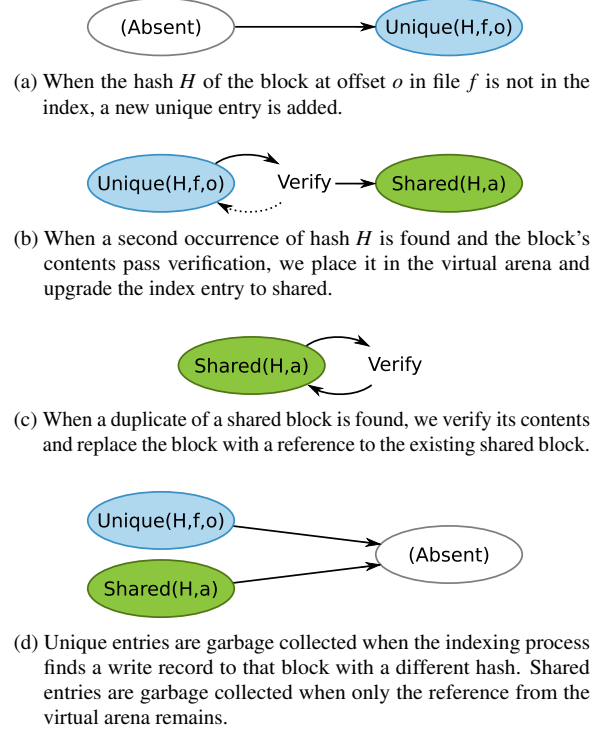 (Absent) Unique(H,f,o)
(a) When the hash H of the block at offset o in file f is not in the
index, a new unique entry is added.
Unique(H,f,o) Verify Shared(H,a)
(b) When a second occurrence of hash H is found and the block's
contents pass verification, we place it in the virtual arena and
upgrade the index entry to shared.
Shared(H,a) Verify
(c) When a duplicate of a shared block is found, we verify its contents
and replace the block with a reference to the existing shared block.
Unique(H,f,o)
(Absent)
Shared(H,a)
(d) Unique entries are garbage collected when the indexing process
finds a write record to that block with a different hash. Shared
entries are garbage collected when only the reference from the
virtual arena remains.